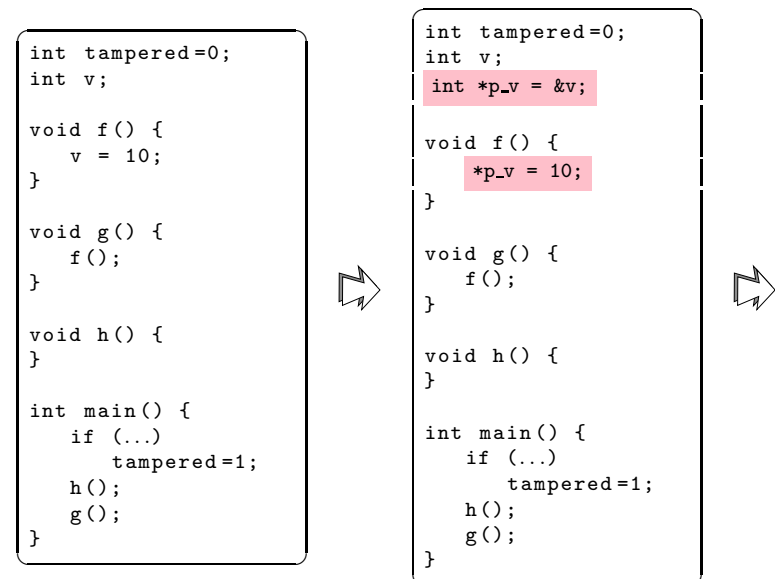 int tampered=0;
int v;
void f() {
v = 10;
}
void g() {
f();
}
void h() {
}
int main() {
if (...)
tampered=1;
h();
g();
}
int tampered=0;
int v;
int *p_v = &v;
void f() {
*p_v = 10;
}
void g() {
f();
}
void h() {
}
int main() {
if (...)
tampered=1;
h();
g();
}